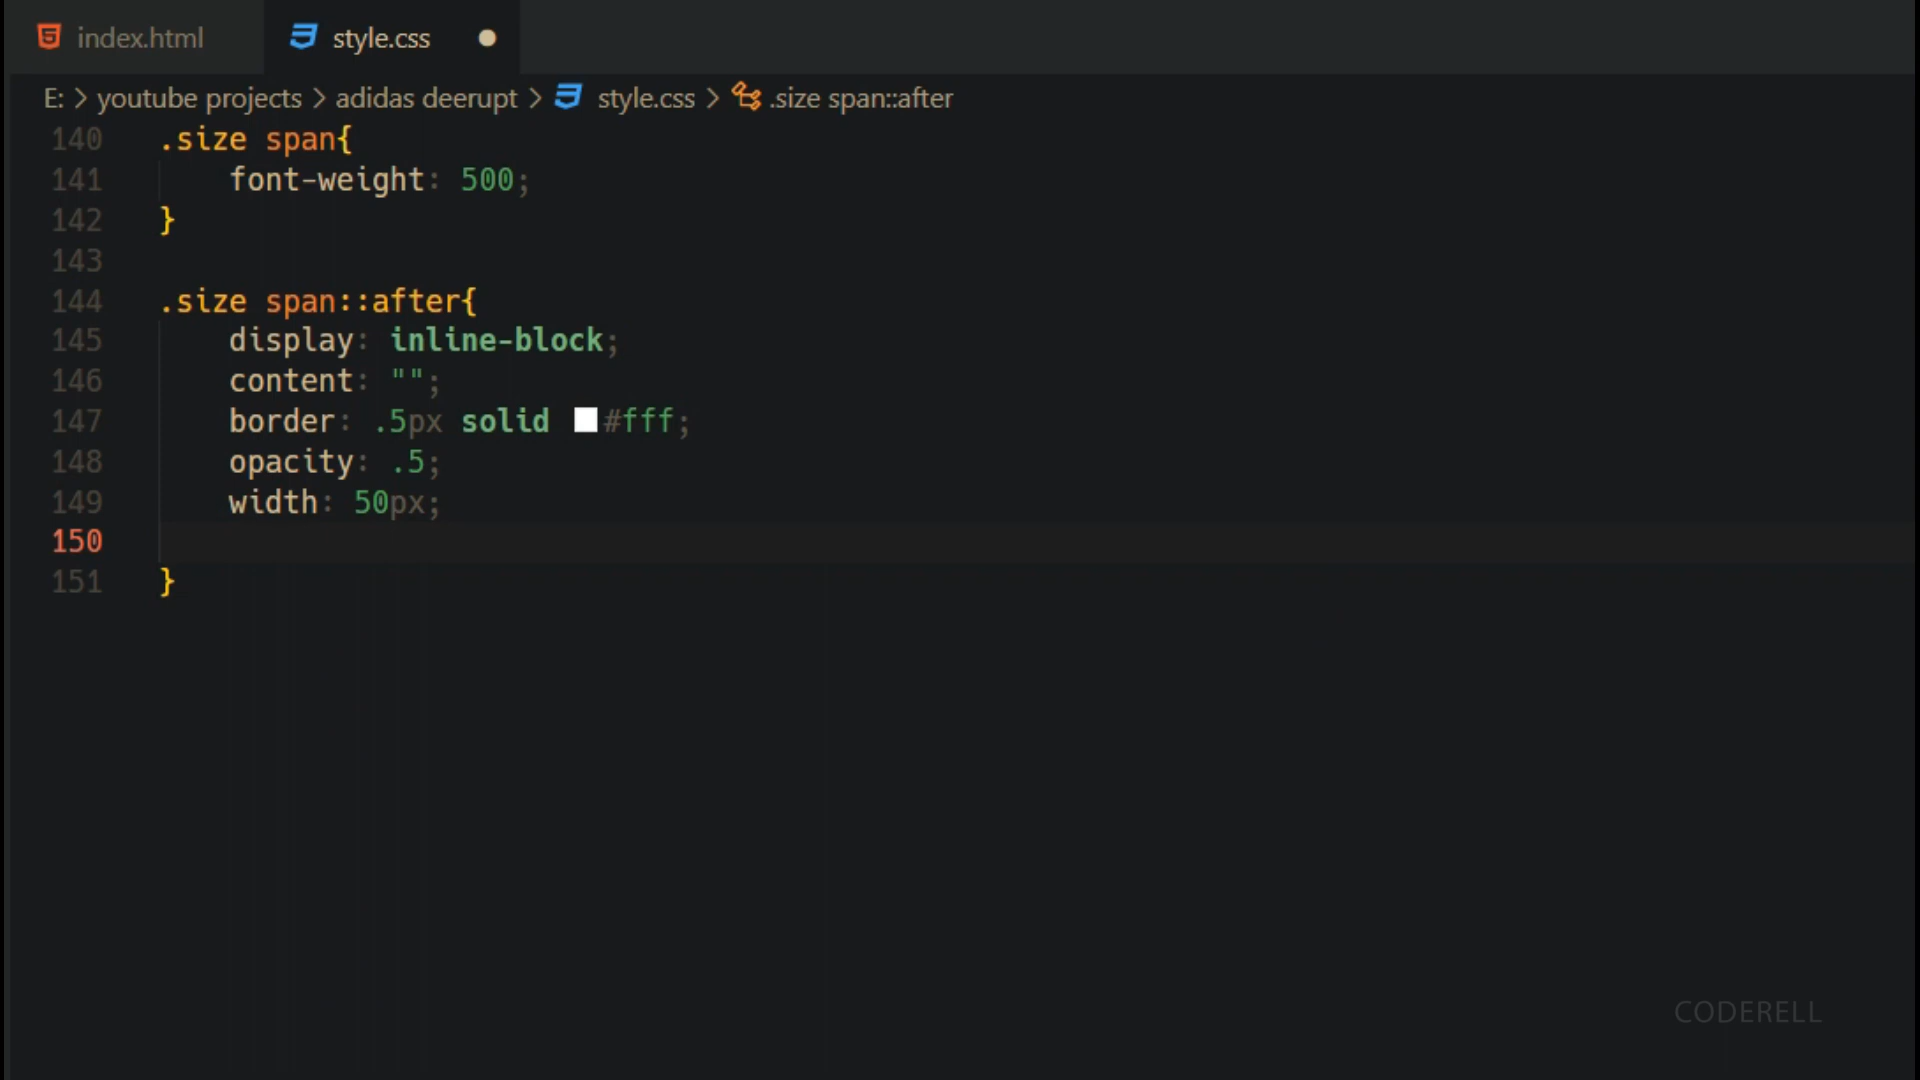 index.html style.css
E: > youtube projects > adidas deerupt > style.css > .size span::after
140 .size span{
141 font-weight: 500;
142 }
143
144 .size span::after{
145 display: inline-block;
146 content: "";
147 border: .5px solid #fff;
148 opacity: .5;
149 width: 50px;
150
151 }
CODERELL